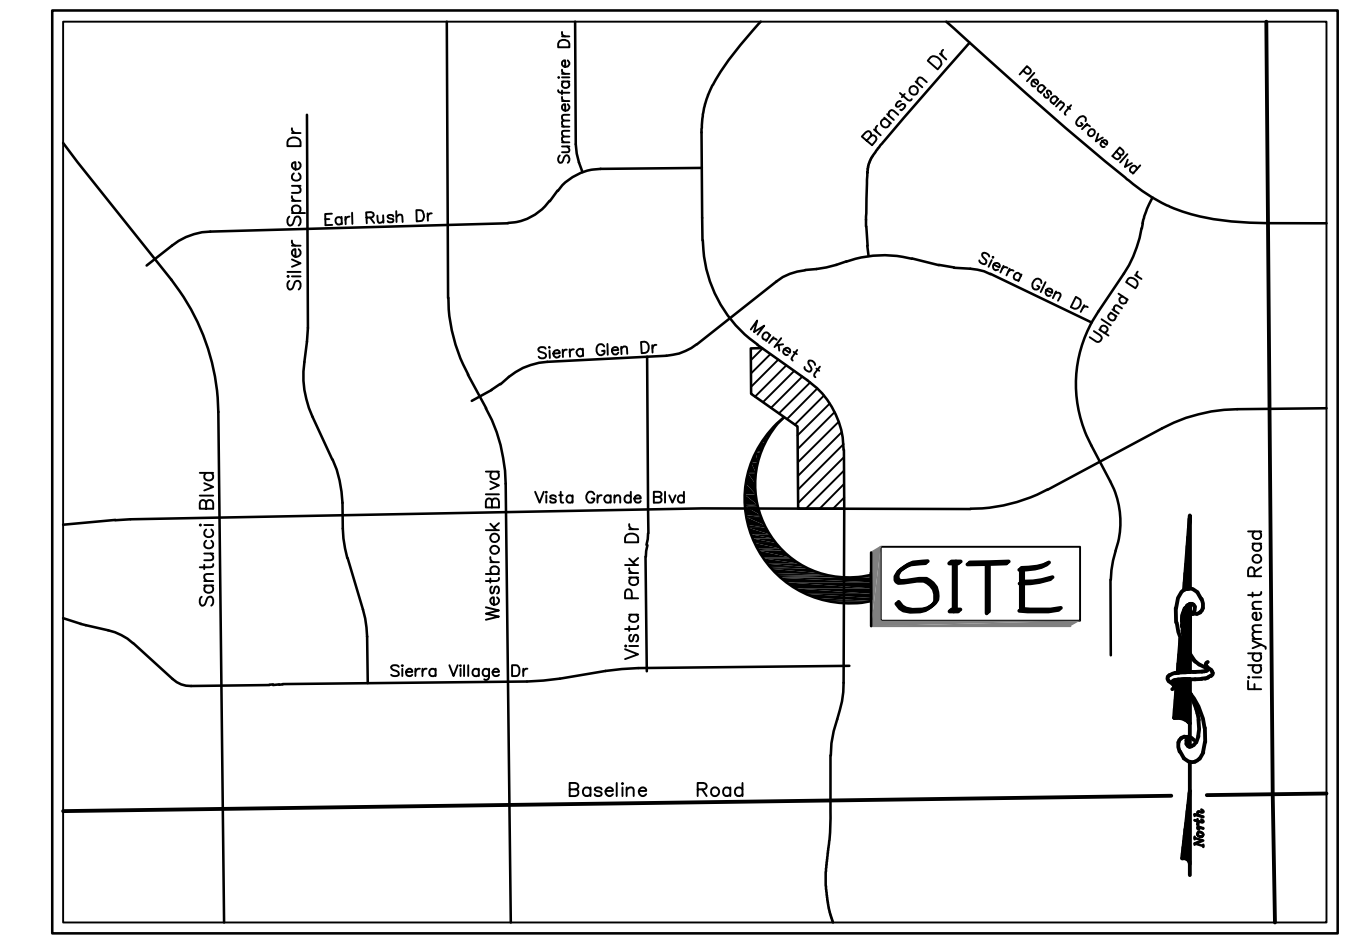 Summerfaire Dr
Branston Dr
Pleasant Grove Blvd
Silver Spruce Dr
Earl Rush Dr
Sierra Glen Dr
Upland Dr
Market St
Sierra Glen Dr
Santucci Blvd
Westbrook Blvd
Vista Grande Blvd
Vista Park Dr
SITE
Fiddyment Road
Sierra Village Dr
Baseline Road
North